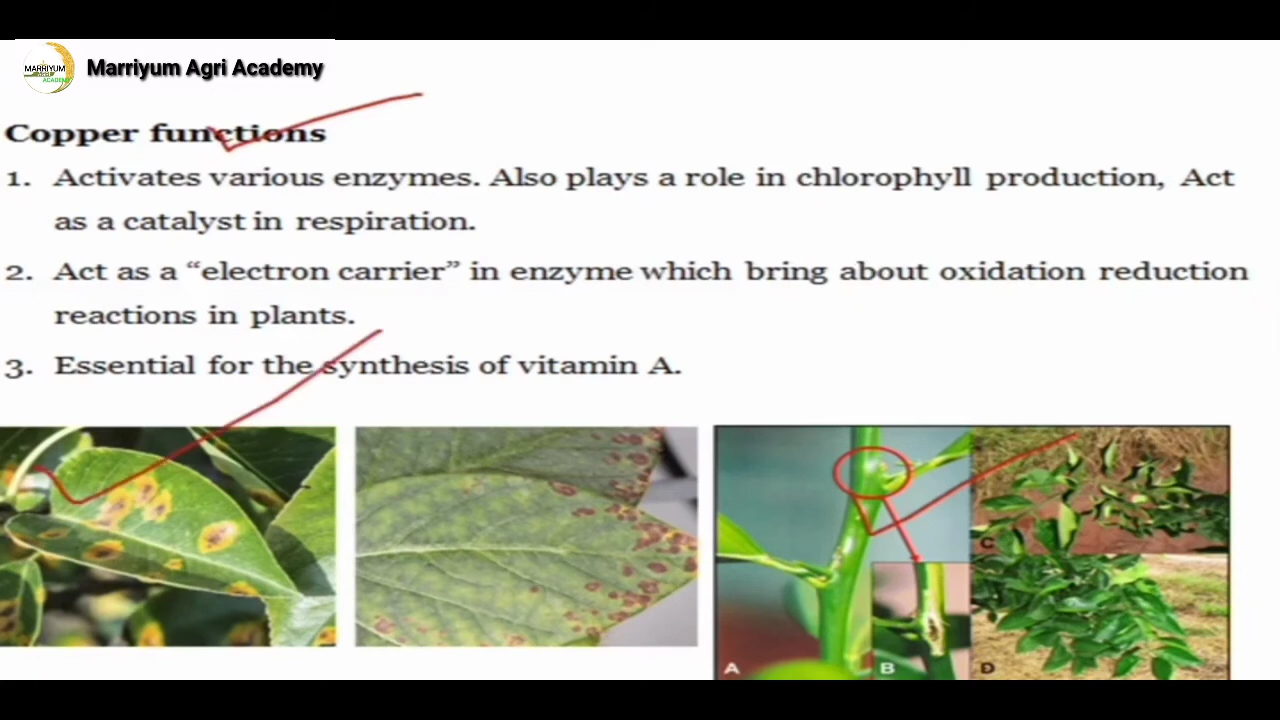 MARRIYUM
Marriyum Agri Academy
Copper functions
1. Activates various enzymes. Also plays a role in chlorophyll production, Act
as a catalyst in respiration.
2. Act as a “electron carrier” in enzyme which bring about oxidation reduction
reactions in plants.
3. Essential for the synthesis of vitamin A.
A
B
C
D